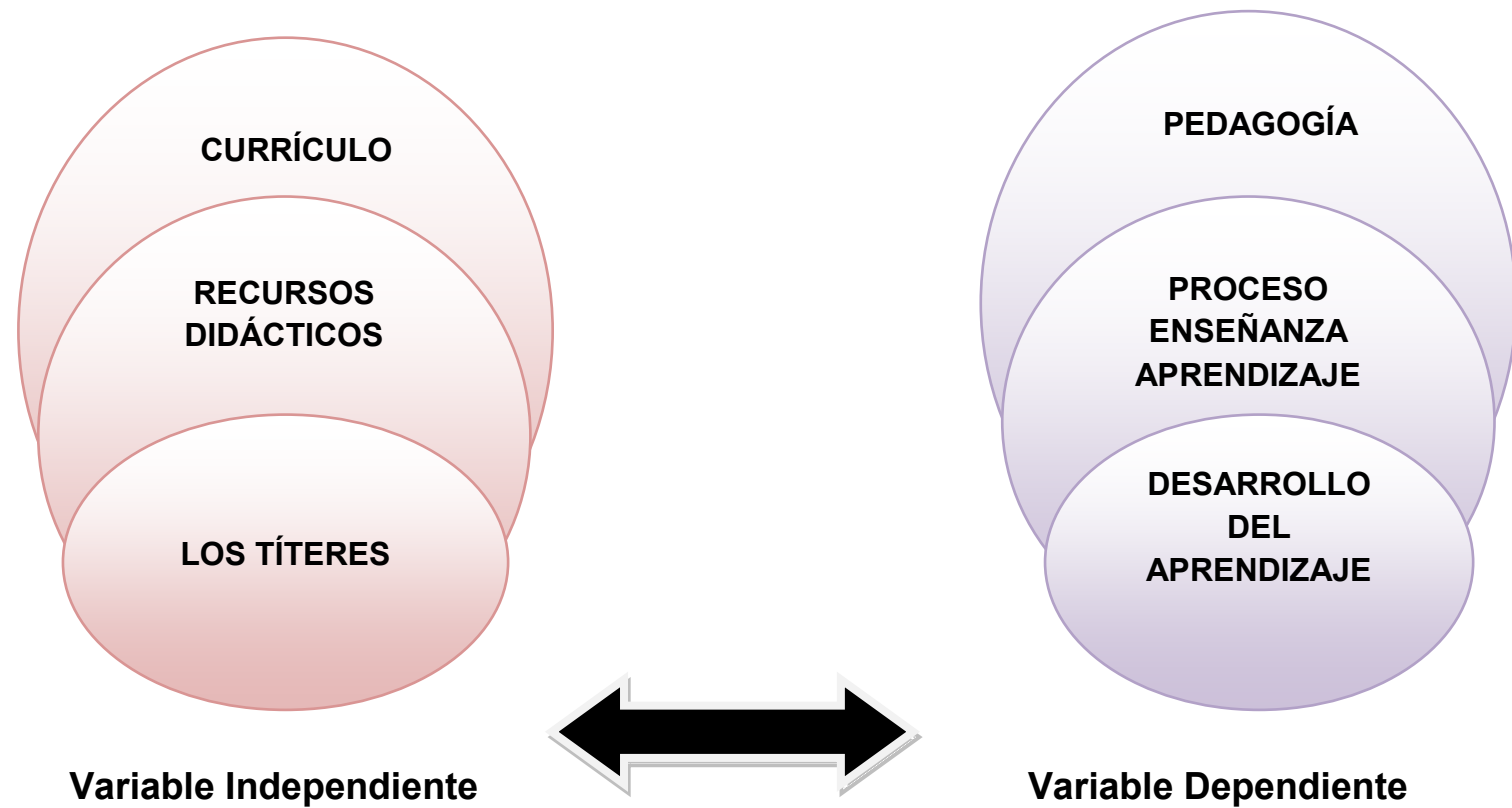 CURRÍCULO
RECURSOS
DIDÁCTICOS
LOS TÍTERES
Variable Independiente
PEDAGOGÍA
PROCESO
ENSEÑANZA
APRENDIZAJE
DESARROLLO
DEL
APRENDIZAJE
Variable Dependiente